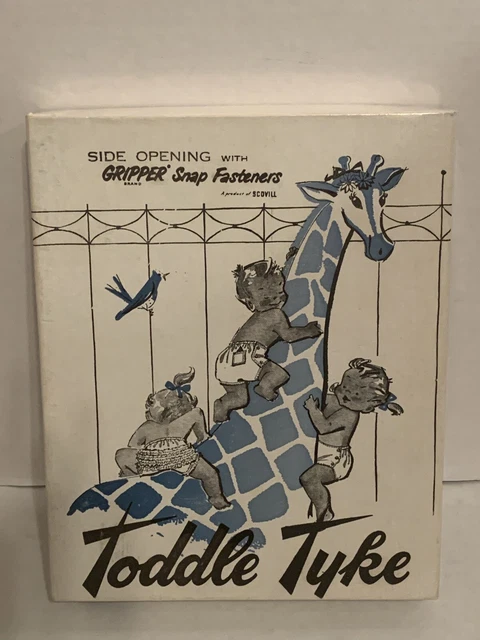 SIDE OPENING WITH
GRIPPER® Snap Fasteners
BRAND
A product of SCOVILL
Toddle Tyke